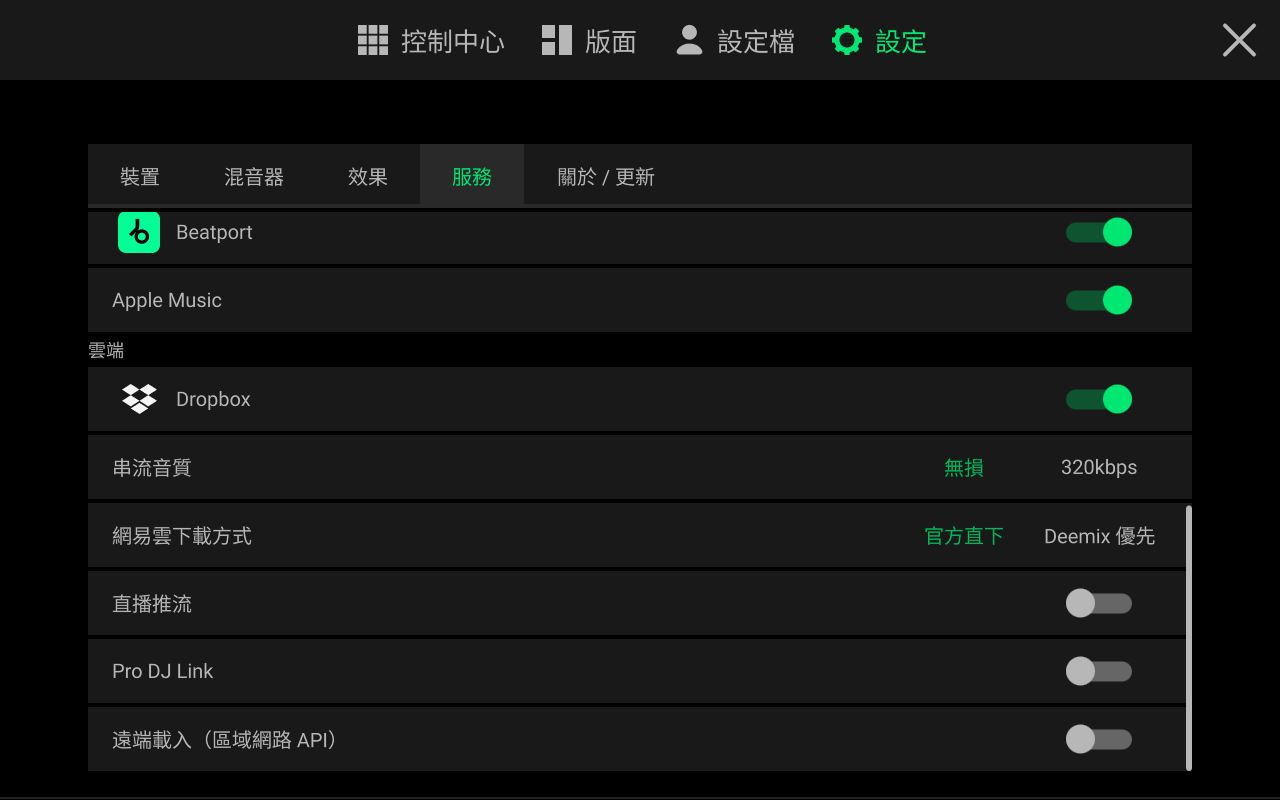 控制中心 版面 設定檔 設定
裝置 混音器 效果 服務 關於 / 更新
Beatport
Apple Music
雲端
Dropbox
串流音質 無損 320kbps
網易雲下載方式 官方直下 Deemix 優先
直播推流
Pro DJ Link
遠端載入（區域網路 API）